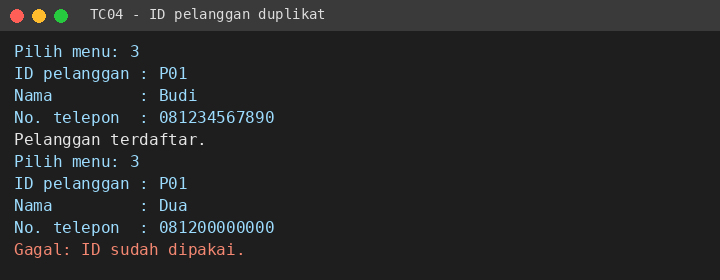 TC04 - ID pelanggan duplikat
Pilih menu: 3
ID pelanggan : P01
Nama         : Budi
No. telepon  : 081234567890
Pelanggan terdaftar.
Pilih menu: 3
ID pelanggan : P01
Nama         : Dua
No. telepon  : 081200000000
Gagal: ID sudah dipakai.